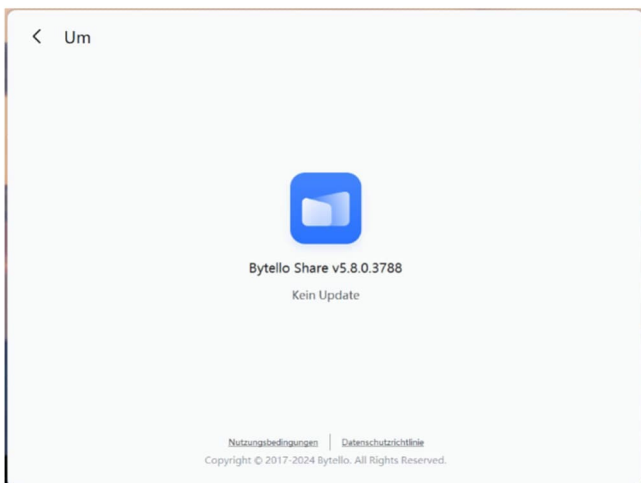 Um
Bytello Share v5.8.0.3788
Kein Update
Nutzungsbedingungen | Datenschutzrichtlinie
Copyright © 2017-2024 Bytello. All Rights Reserved.